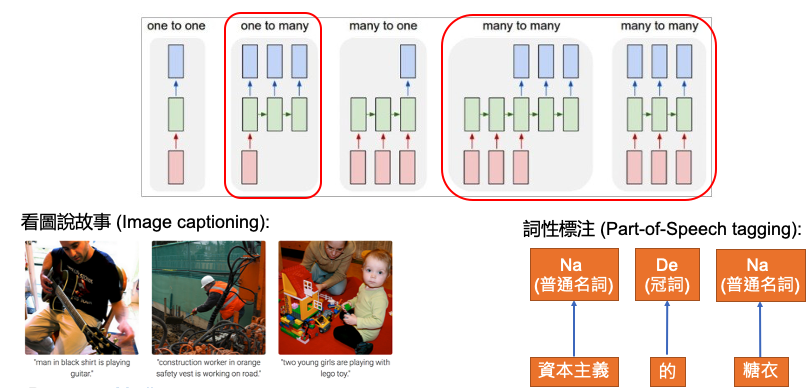 one to one
one to many
many to one
many to many
many to many
看圖說故事 (Image captioning):
詞性標注 (Part-of-Speech tagging):
Na
(普通名詞)
De
(冠詞)
Na
(普通名詞)
資本主義
的
糖衣
"man in black shirt is playing
guitar."
"construction worker in orange
safety vest is working on road."
"two young girls are playing with
lego toy."